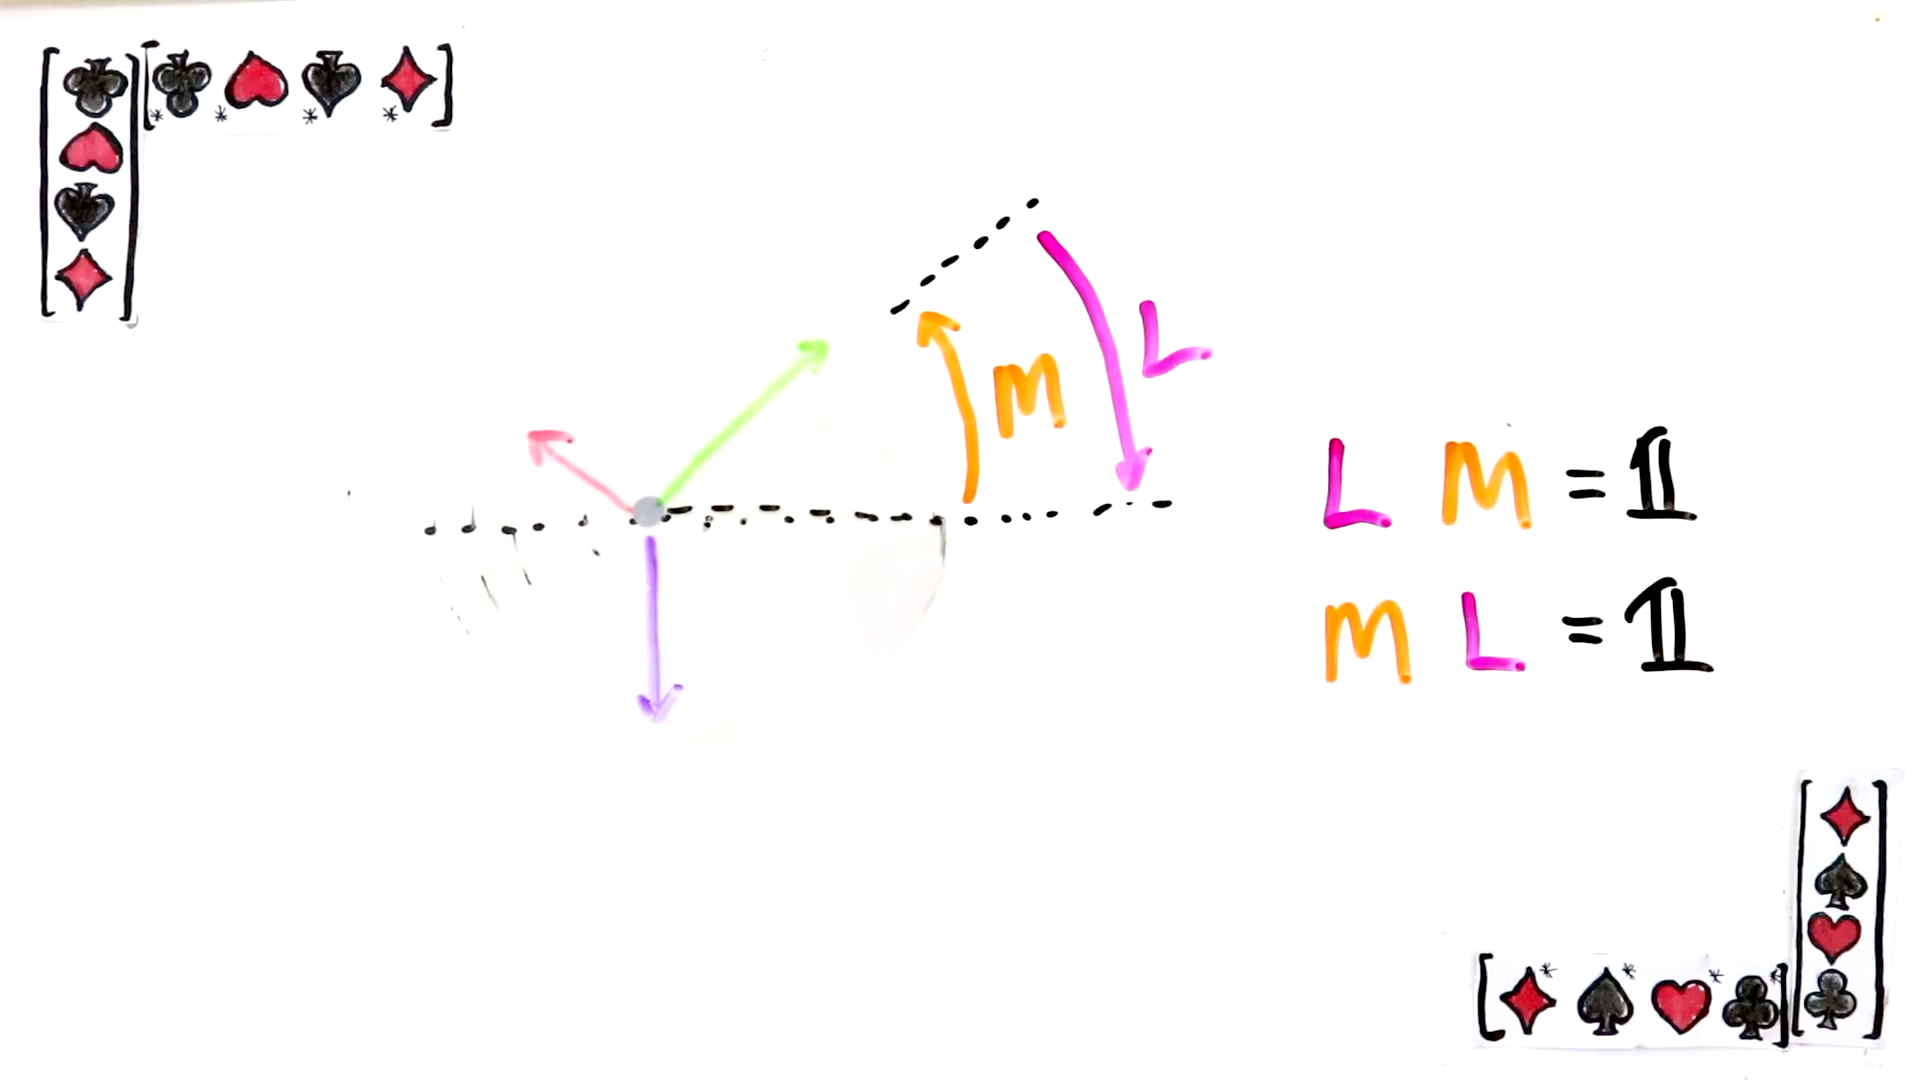 [♣ ♥ ♠ ♦] [*♣ *♥ *♠ *♦]
M
L
L M = 𝟙
M L = 𝟙
[♦* ♠* ♥* ♣*] [♦ ♠ ♥ ♣]